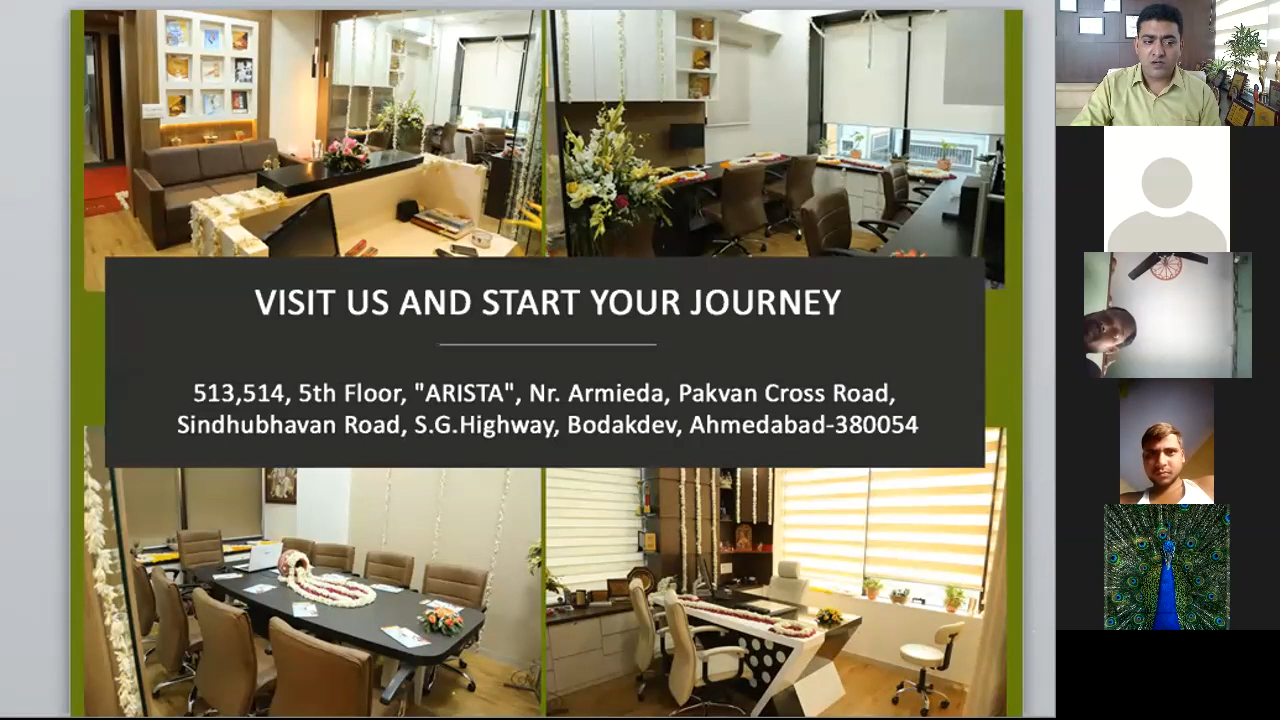 VISIT US AND START YOUR JOURNEY
513,514, 5th Floor, "ARISTA", Nr. Armieda, Pakvan Cross Road,
Sindhubhavan Road, S.G.Highway, Bodakdev, Ahmedabad-380054